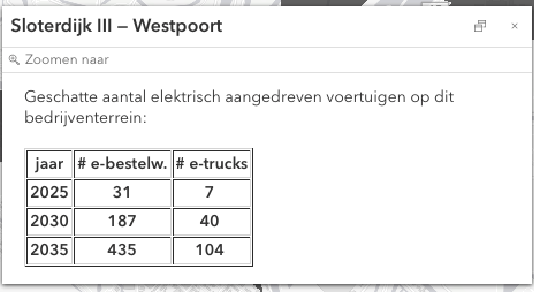 Sloterdijk III – Westpoort
Zoomen naar
Geschatte aantal elektrisch aangedreven voertuigen op dit
bedrijventerrein:
jaar # e-bestelw. # e-trucks
2025 31 7
2030 187 40
2035 435 104